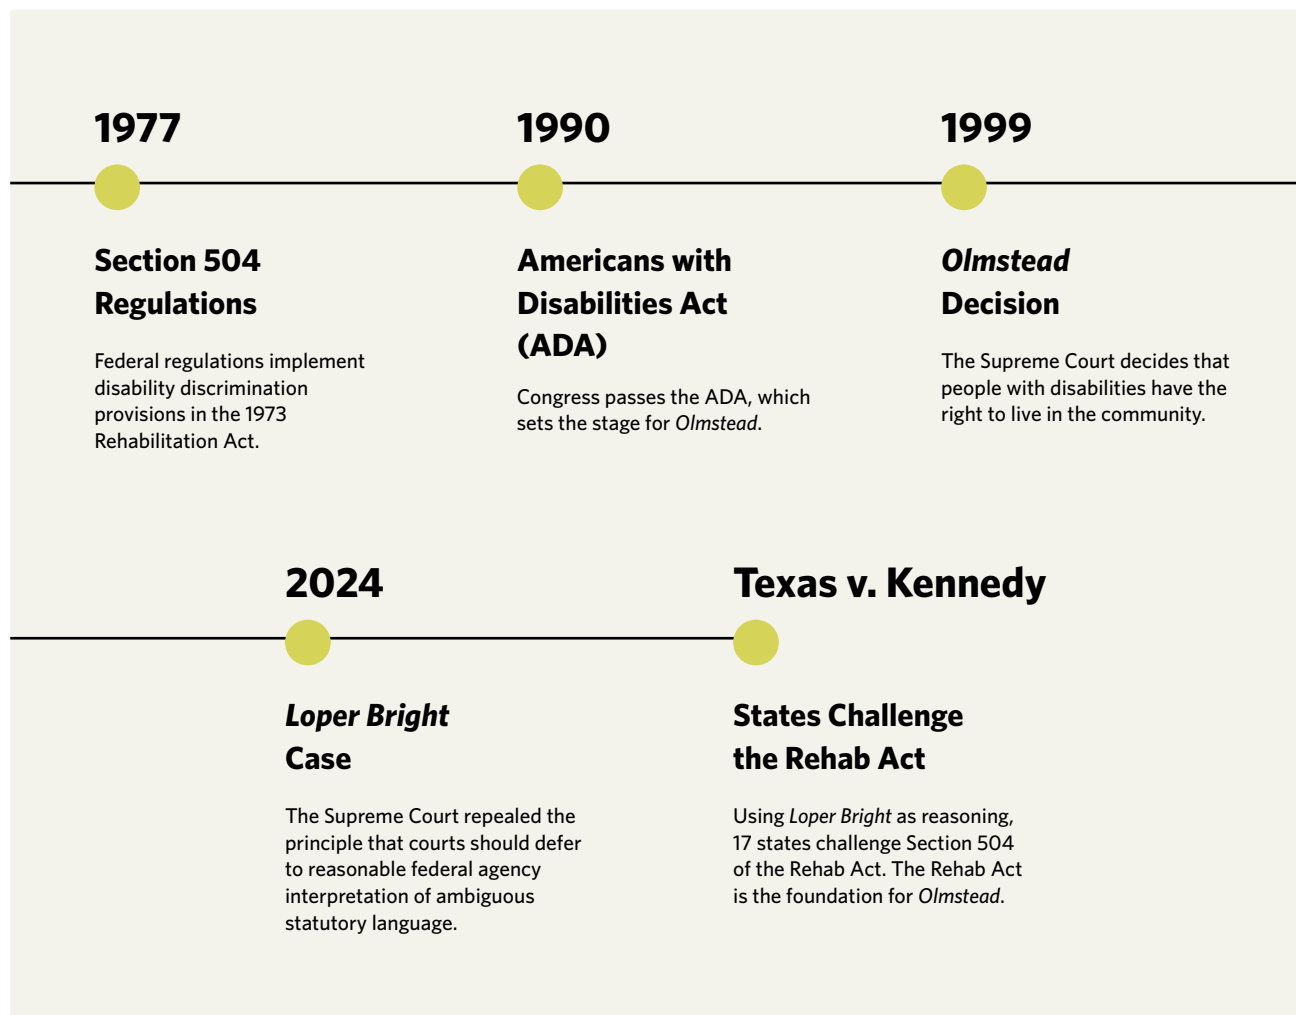 1977
1990
1999
Section 504
Regulations
Federal regulations implement
disability discrimination
provisions in the 1973
Rehabilitation Act.
Americans with
Disabilities Act
(ADA)
Congress passes the ADA, which
sets the stage for Olmstead.
Olmstead
Decision
The Supreme Court decides that
people with disabilities have the
right to live in the community.
2024
Loper Bright
Case
The Supreme Court repealed the
principle that courts should defer
to reasonable federal agency
interpretation of ambiguous
statutory language.
Texas v. Kennedy
States Challenge
the Rehab Act
Using Loper Bright as reasoning,
17 states challenge Section 504
of the Rehab Act. The Rehab Act
is the foundation for Olmstead.